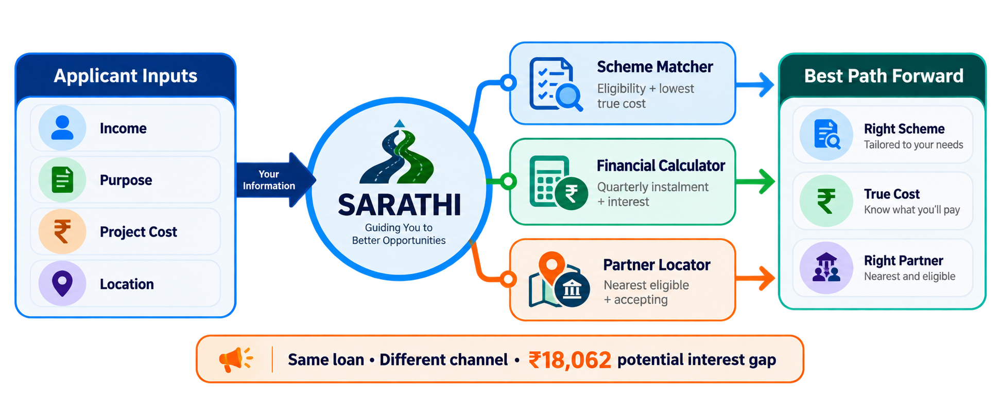 Applicant Inputs
Income
Purpose
Project Cost
Location
Your
Information
SARATHI
Guiding You to
Better Opportunities
Scheme Matcher
Eligibility + lowest
true cost
Financial Calculator
₹
Quarterly instalment
+ interest
Partner Locator
Nearest eligible
+ accepting
Best Path Forward
Right Scheme
Tailored to your needs
₹
True Cost
Know what you'll pay
Right Partner
Nearest and eligible
₹
Same loan • Different channel • ₹18,062 potential interest gap